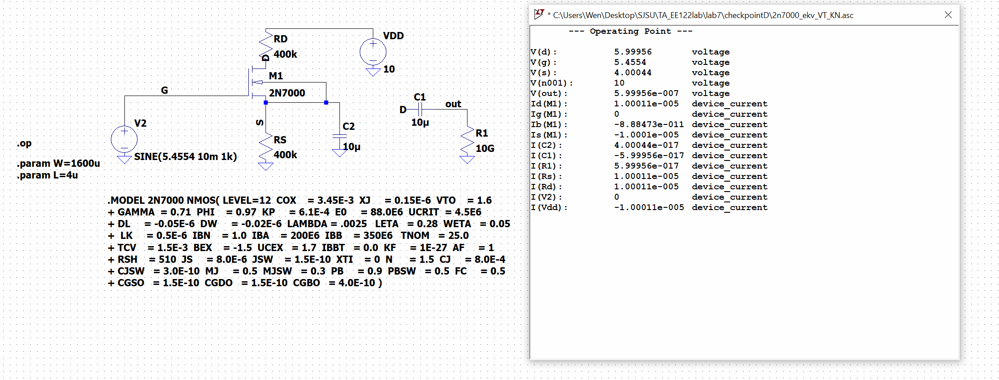 RD
400k
D
VDD
10
M1
2N7000
G
V2
SINE(5.4554 10m 1k)
S
RS
400k
C2
10µ
D
C1
10µ
out
R1
10G
.op
.param W=1600u
.param L=4u
.MODEL 2N7000 NMOS( LEVEL=12 COX = 3.45E-3 XJ = 0.15E-6 VTO = 1.6
+ GAMMA = 0.71 PHI = 0.97 KP = 6.1E-4 E0 = 88.0E6 UCRIT = 4.5E6
+ DL = -0.05E-6 DW = -0.02E-6 LAMBDA = .0025 LETA = 0.28 WETA = 0.05
+ LK = 0.5E-6 IBN = 1.0 IBA = 200E6 IBB = 350E6 TNOM = 25.0
+ TCV = 1.5E-3 BEX = -1.5 UCEX = 1.7 IBBT = 0.0 KF = 1E-27 AF = 1
+ RSH = 510 JS = 8.0E-6 JSW = 1.5E-10 XTI = 0 N = 1.5 CJ = 8.0E-4
+ CJSW = 3.0E-10 MJ = 0.5 MJSW = 0.3 PB = 0.9 PBSW = 0.5 FC = 0.5
+ CGSO = 1.5E-10 CGDO = 1.5E-10 CGBO = 4.0E-10 )
* C:\Users\Wen\Desktop\SJSU\TA_EE122lab\lab7\checkpointD\2n7000_ekv_VT_KN.asc
--- Operating Point ---
V(d): 5.99956 voltage
V(g): 5.4554 voltage
V(s): 4.00044 voltage
V(n001): 10 voltage
V(out): 5.99956e-007 voltage
Id(M1): 1.00011e-005 device_current
Ig(M1): 0 device_current
Ib(M1): -8.88473e-011 device_current
Is(M1): -1.0001e-005 device_current
I(C2): 4.00044e-017 device_current
I(C1): -5.99956e-017 device_current
I(R1): 5.99956e-017 device_current
I(Rs): 1.00011e-005 device_current
I(Rd): 1.00011e-005 device_current
I(V2): 0 device_current
I(Vdd): -1.00011e-005 device_current